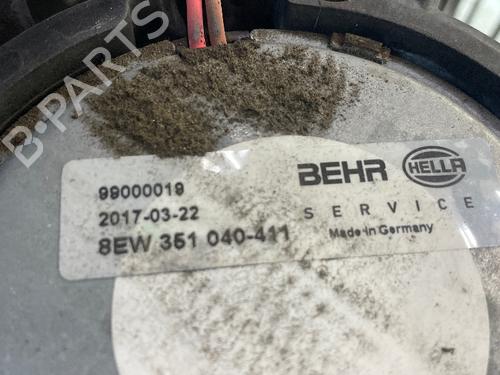 B-PARTS
99000019
2017-03-22
8EW 351 040-411
BEHR HELLA
SERVICE
Made in Germany